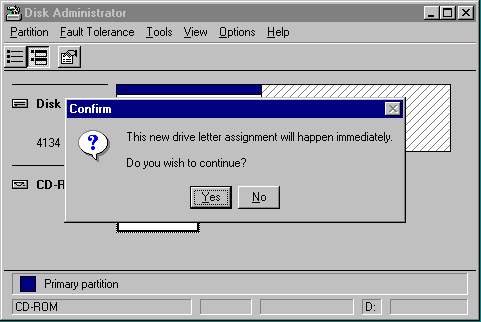 Disk Administrator
Partition Fault Tolerance Tools View Options Help
Disk
4134
CD-R
Confirm
This new drive letter assignment will happen immediately.
Do you wish to continue?
Yes No
Primary partition
CD-ROM D: